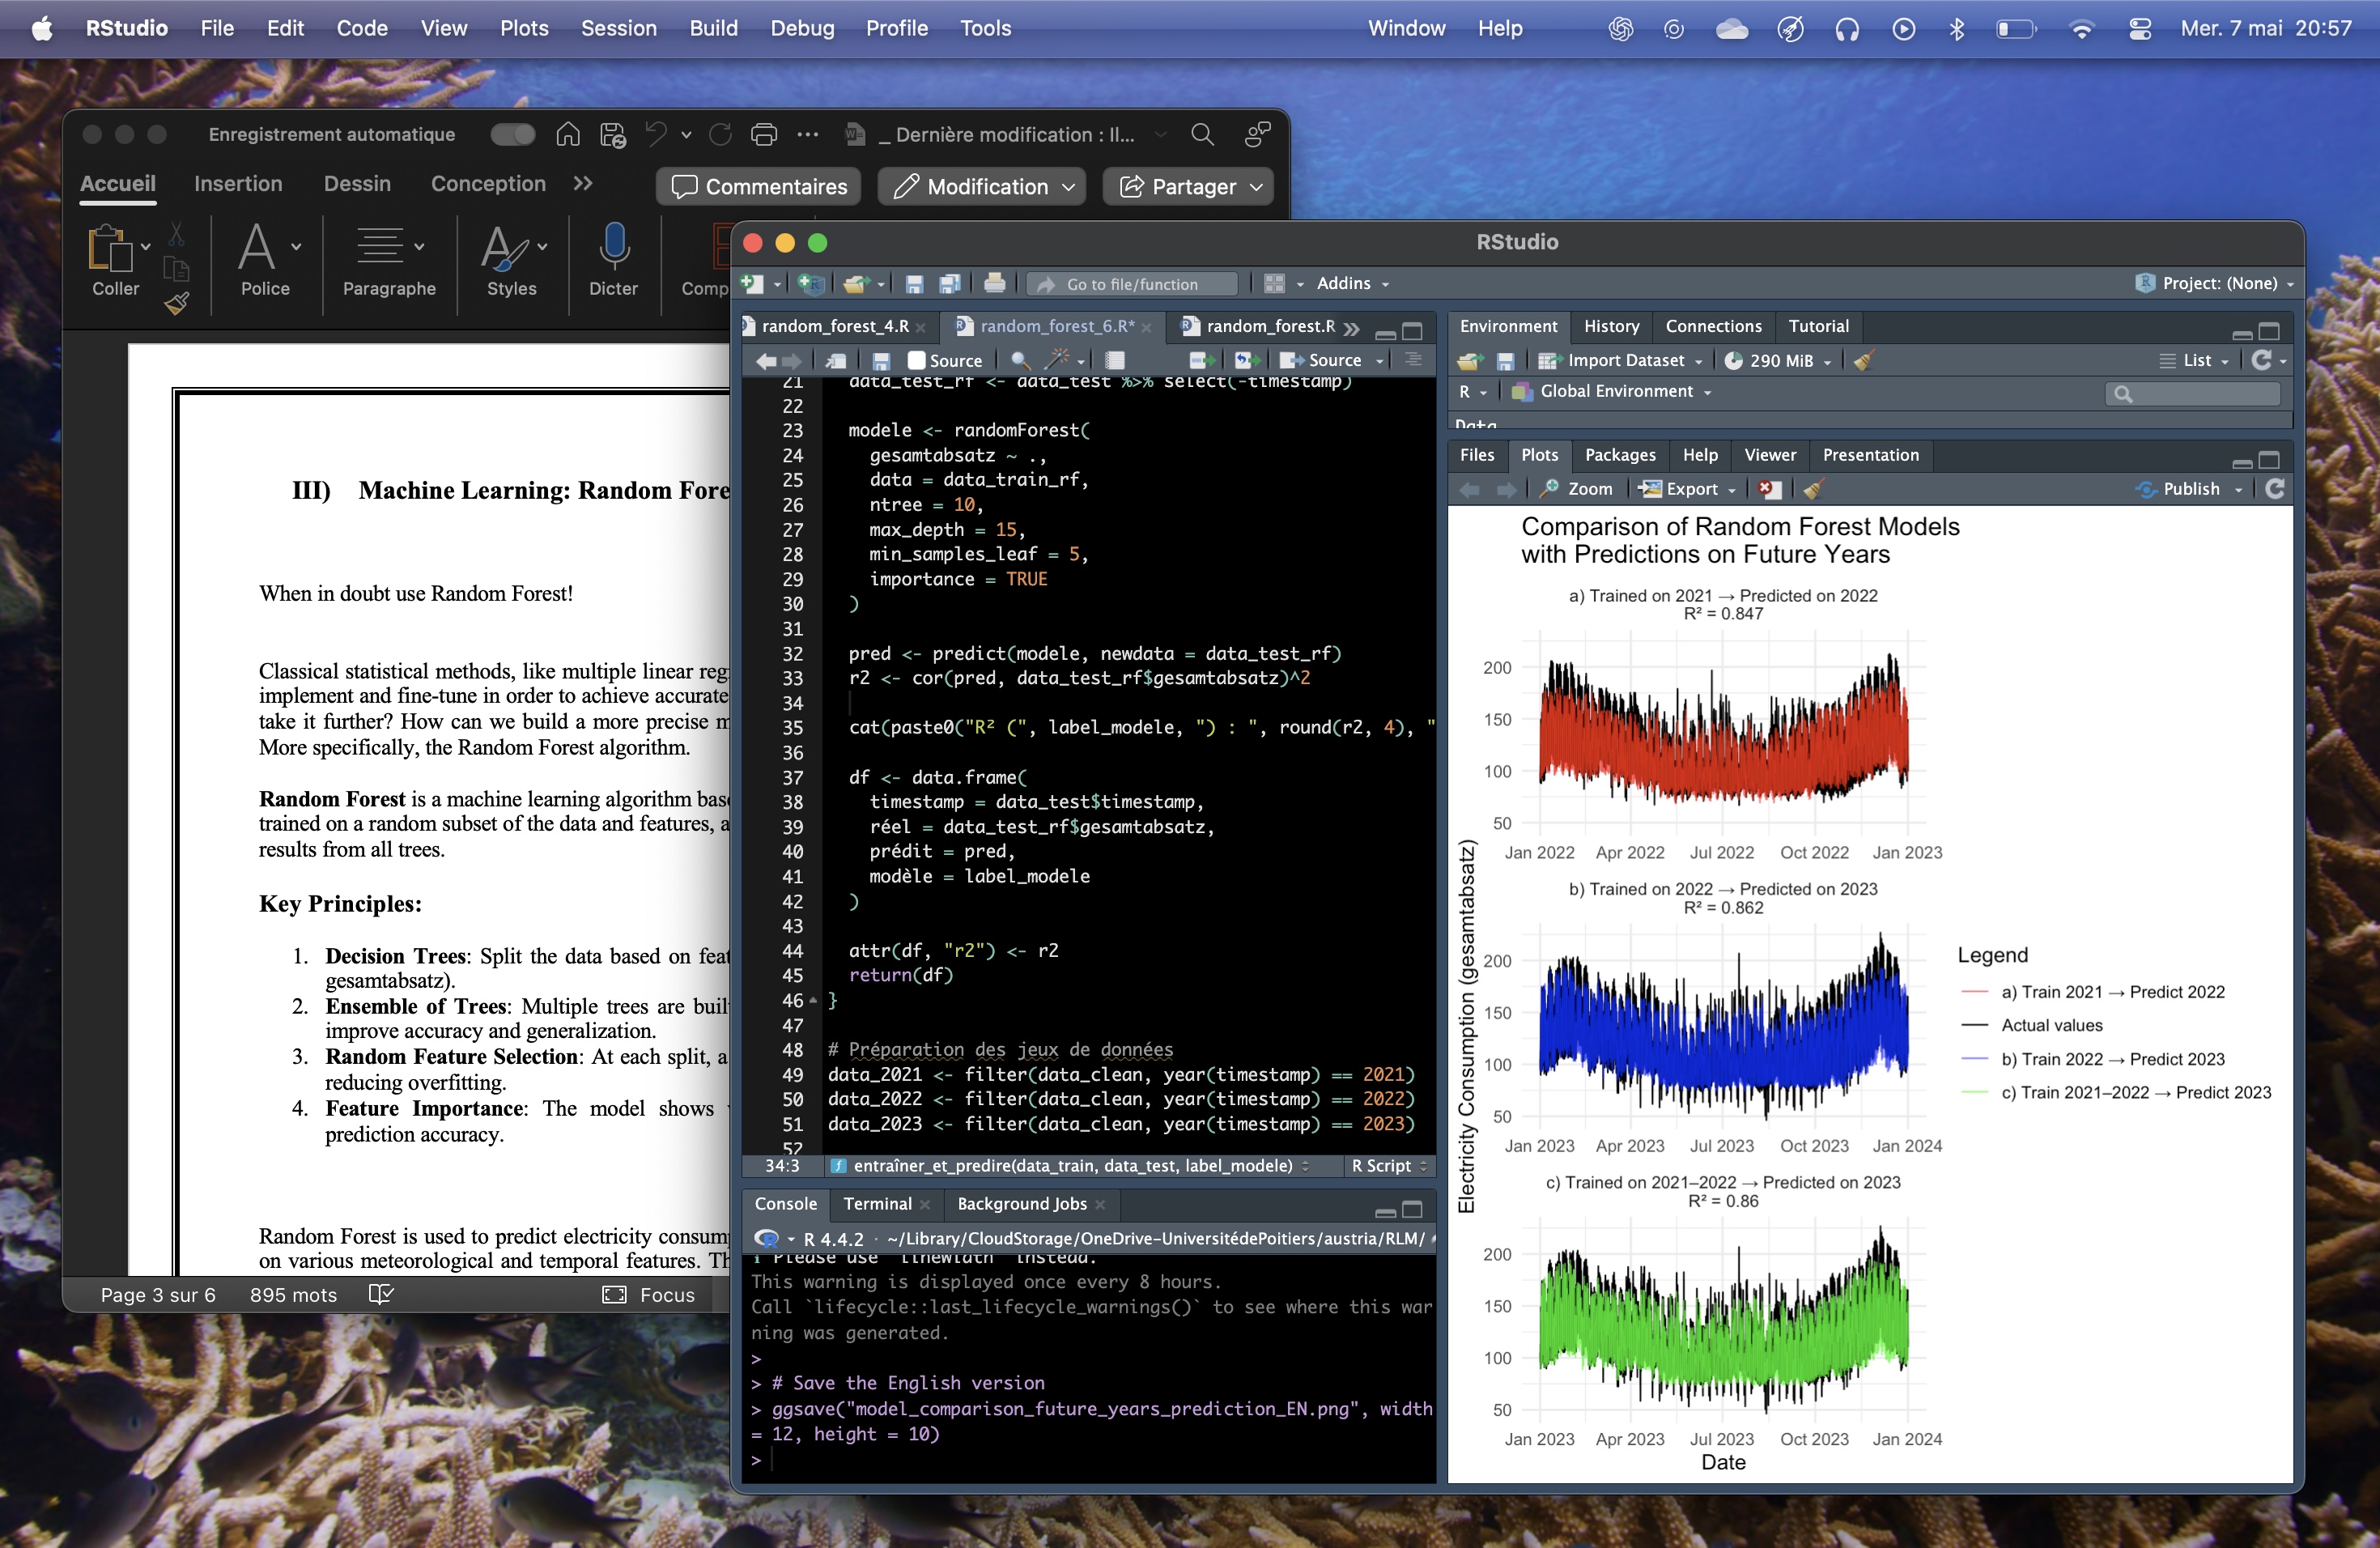 RStudio File Edit Code View Plots Session Build Debug Profile Tools Window Help Mer. 7 mai 20:57
Enregistrement automatique _ Dernière modification : Il...
Accueil Insertion Dessin Conception >> Commentaires Modification Partager
Coller Police Paragraphe Styles Dicter Comp
III) Machine Learning: Random Fore
When in doubt use Random Forest!
Classical statistical methods, like multiple linear reg
implement and fine-tune in order to achieve accurate
take it further? How can we build a more precise m
More specifically, the Random Forest algorithm.
Random Forest is a machine learning algorithm bas
trained on a random subset of the data and features, a
results from all trees.
Key Principles:
1. Decision Trees: Split the data based on feat
gesamtabsatz).
2. Ensemble of Trees: Multiple trees are buil
improve accuracy and generalization.
3. Random Feature Selection: At each split, a
reducing overfitting.
4. Feature Importance: The model shows
prediction accuracy.
Random Forest is used to predict electricity consum
on various meteorological and temporal features. Th
Page 3 sur 6 895 mots Focus
RStudio
Go to file/function Addins Project: (None)
random_forest_4.R random_forest_6.R* random_forest.R
Source Source
21 data_test_rf <- data_test %>% select(-timestamp)
22
23 modele <- randomForest(
24 gesamtabsatz ~ .,
25 data = data_train_rf,
26 ntree = 10,
27 max_depth = 15,
28 min_samples_leaf = 5,
29 importance = TRUE
30 )
31
32 pred <- predict(modele, newdata = data_test_rf)
33 r2 <- cor(pred, data_test_rf$gesamtabsatz)^2
34
35 cat(paste0("R² (", label_modele, ") : ", round(r2, 4), "
36
37 df <- data.frame(
38 timestamp = data_test$timestamp,
39 réel = data_test_rf$gesamtabsatz,
40 prédit = pred,
41 modèle = label_modele
42 )
43
44 attr(df, "r2") <- r2
45 return(df)
46 }
47
48 # Préparation des jeux de données
49 data_2021 <- filter(data_clean, year(timestamp) == 2021)
50 data_2022 <- filter(data_clean, year(timestamp) == 2022)
51 data_2023 <- filter(data_clean, year(timestamp) == 2023)
52
34:3 entraîner_et_predire(data_train, data_test, label_modele) R Script
Console Terminal Background Jobs
R 4.4.2 · ~/Library/CloudStorage/OneDrive-UniversitédePoitiers/austria/RLM/
i Please use `linewidth` instead.
This warning is displayed once every 8 hours.
Call `lifecycle::last_lifecycle_warnings()` to see where this war
ning was generated.
>
> # Save the English version
> ggsave("model_comparison_future_years_prediction_EN.png", width
= 12, height = 10)
>
Environment History Connections Tutorial
Import Dataset 290 MiB List
R Global Environment
Data
Files Plots Packages Help Viewer Presentation
Zoom Export Publish
Comparison of Random Forest Models
with Predictions on Future Years
a) Trained on 2021 → Predicted on 2022
R² = 0.847
200
150
100
50
Jan 2022 Apr 2022 Jul 2022 Oct 2022 Jan 2023
b) Trained on 2022 → Predicted on 2023
R² = 0.862
200
150
100
50
Jan 2023 Apr 2023 Jul 2023 Oct 2023 Jan 2024
c) Trained on 2021–2022 → Predicted on 2023
R² = 0.86
200
150
100
50
Jan 2023 Apr 2023 Jul 2023 Oct 2023 Jan 2024
Date
Electricity Consumption (gesamtabsatz)
Legend
a) Train 2021 → Predict 2022
Actual values
b) Train 2022 → Predict 2023
c) Train 2021–2022 → Predict 2023